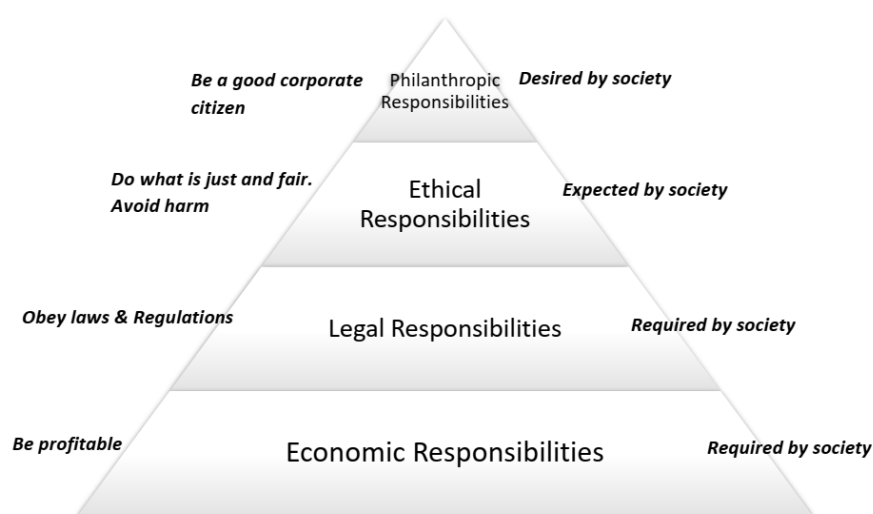 Be a good corporate
citizen
Philanthropic
Responsibilities
Desired by society
Do what is just and fair.
Avoid harm
Ethical
Responsibilities
Expected by society
Obey laws & Regulations
Legal Responsibilities
Required by society
Be profitable
Economic Responsibilities
Required by society